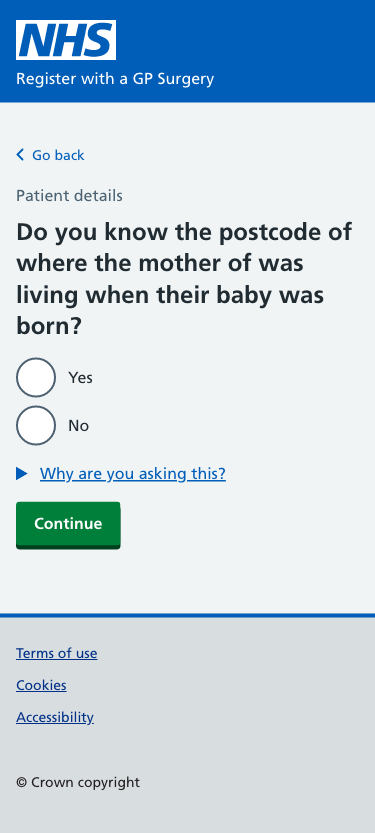 NHS
Register with a GP Surgery
Go back
Patient details
Do you know the postcode of
where the mother of was
living when their baby was
born?
Yes
No
Why are you asking this?
Continue
Terms of use
Cookies
Accessibility
© Crown copyright